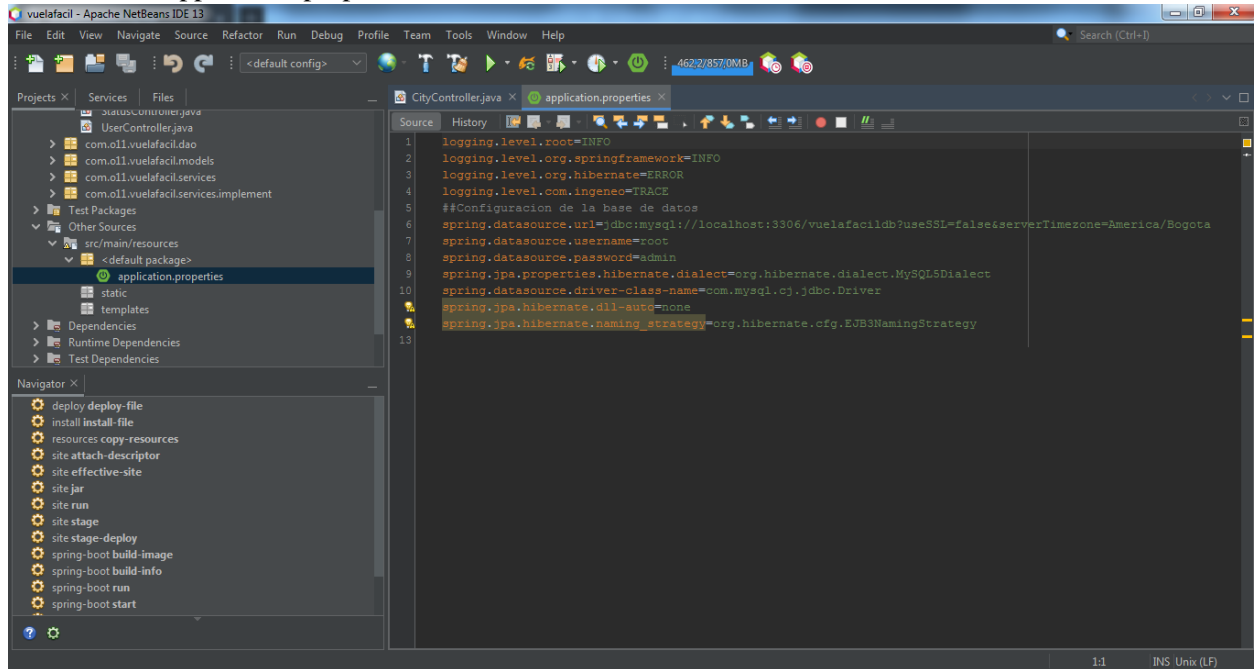 vuelafacil - Apache NetBeans IDE 13
File Edit View Navigate Source Refactor Run Debug Profile Team Tools Window Help
Search (Ctrl+I)
<default config>
462,2/857,0MB
Projects Services Files
StatusController.java
UserController.java
com.o11.vuelafacil.dao
com.o11.vuelafacil.models
com.o11.vuelafacil.services
com.o11.vuelafacil.services.implement
Test Packages
Other Sources
src/main/resources
<default package>
application.properties
static
templates
Dependencies
Runtime Dependencies
Test Dependencies
Navigator
deploy deploy-file
install install-file
resources copy-resources
site attach-descriptor
site effective-site
site jar
site run
site stage
site stage-deploy
spring-boot build-image
spring-boot build-info
spring-boot run
spring-boot start
CityController.java application.properties
Source History
1 logging.level.root=INFO
2 logging.level.org.springframework=INFO
3 logging.level.org.hibernate=ERROR
4 logging.level.com.ingeneo=TRACE
5 ##Configuracion de la base de datos
6 spring.datasource.url=jdbc:mysql://localhost:3306/vuelafacildb?useSSL=false&serverTimezone=America/Bogota
7 spring.datasource.username=root
8 spring.datasource.password=admin
9 spring.jpa.properties.hibernate.dialect=org.hibernate.dialect.MySQL5Dialect
10 spring.datasource.driver-class-name=com.mysql.cj.jdbc.Driver
spring.jpa.hibernate.dll-auto=none
spring.jpa.hibernate.naming_strategy=org.hibernate.cfg.EJB3NamingStrategy
13
1:1 INS Unix (LF)